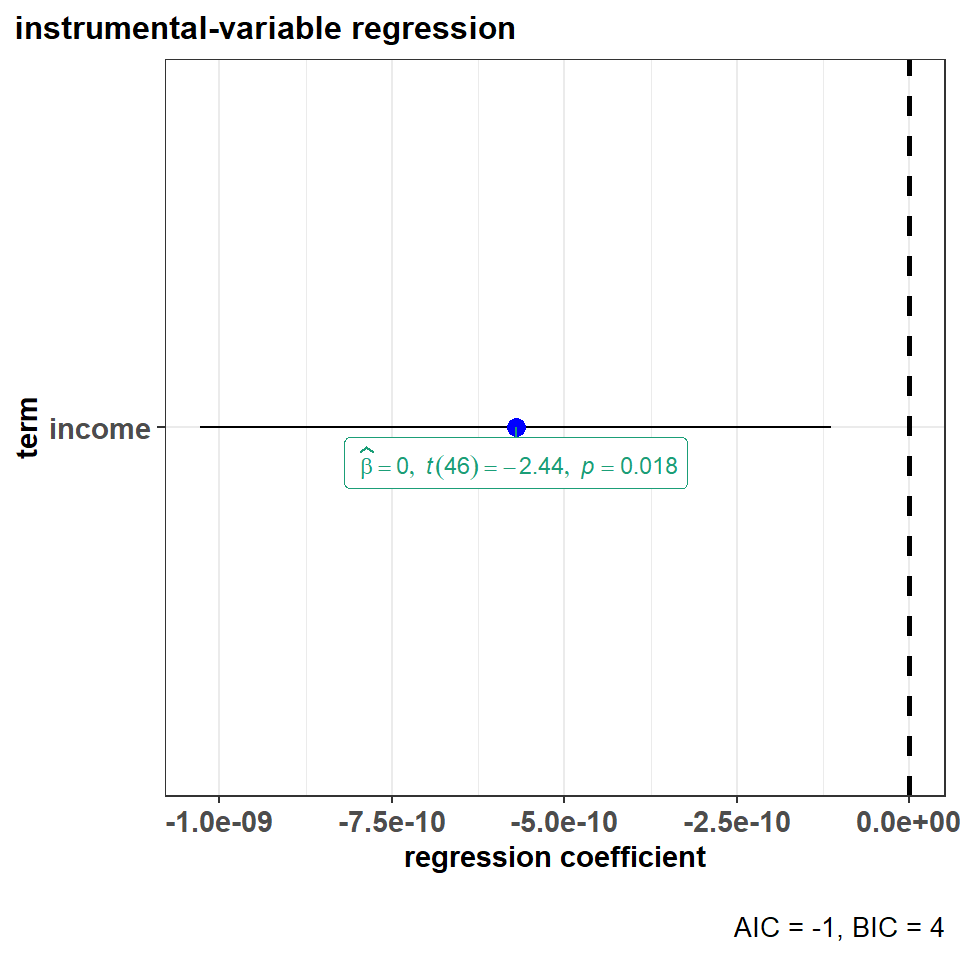 instrumental-variable regression
term
income
β̂ = 0, t(46) = −2.44, p = 0.018
-1.0e-09 -7.5e-10 -5.0e-10 -2.5e-10 0.0e+00
regression coefficient
AIC = -1, BIC = 4